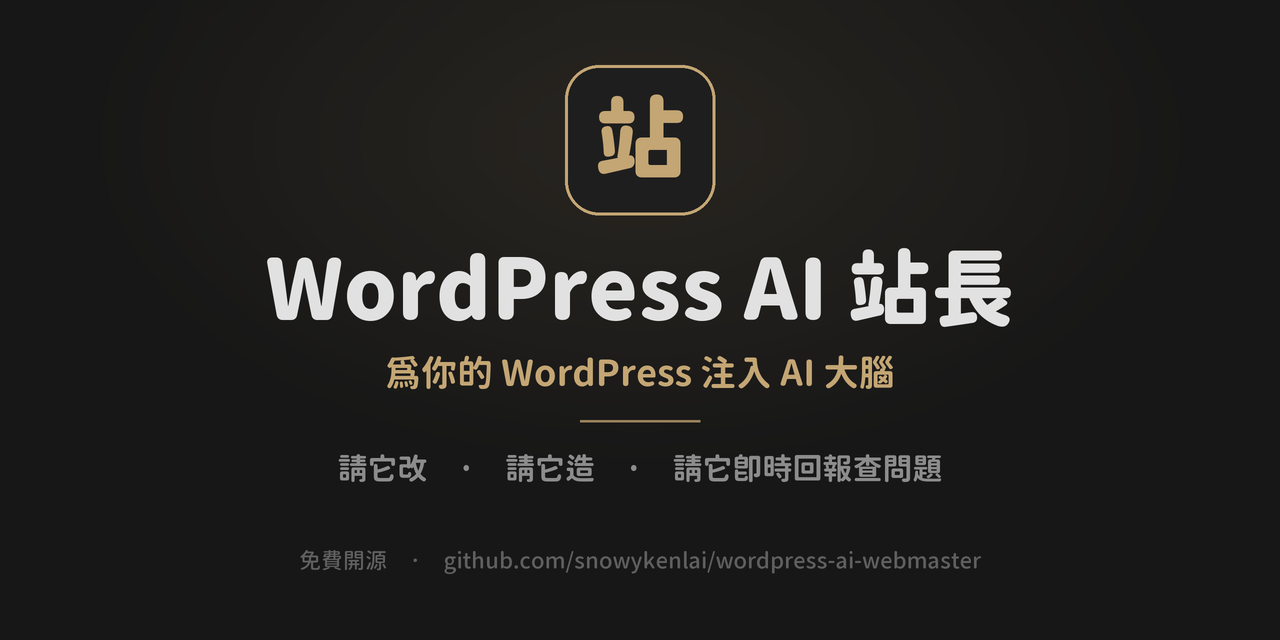 站
WordPress AI 站長
爲你的 WordPress 注入 AI 大腦
請它改 · 請它造 · 請它卽時回報查問題
免費開源 · github.com/snowykenlai/wordpress-ai-webmaster